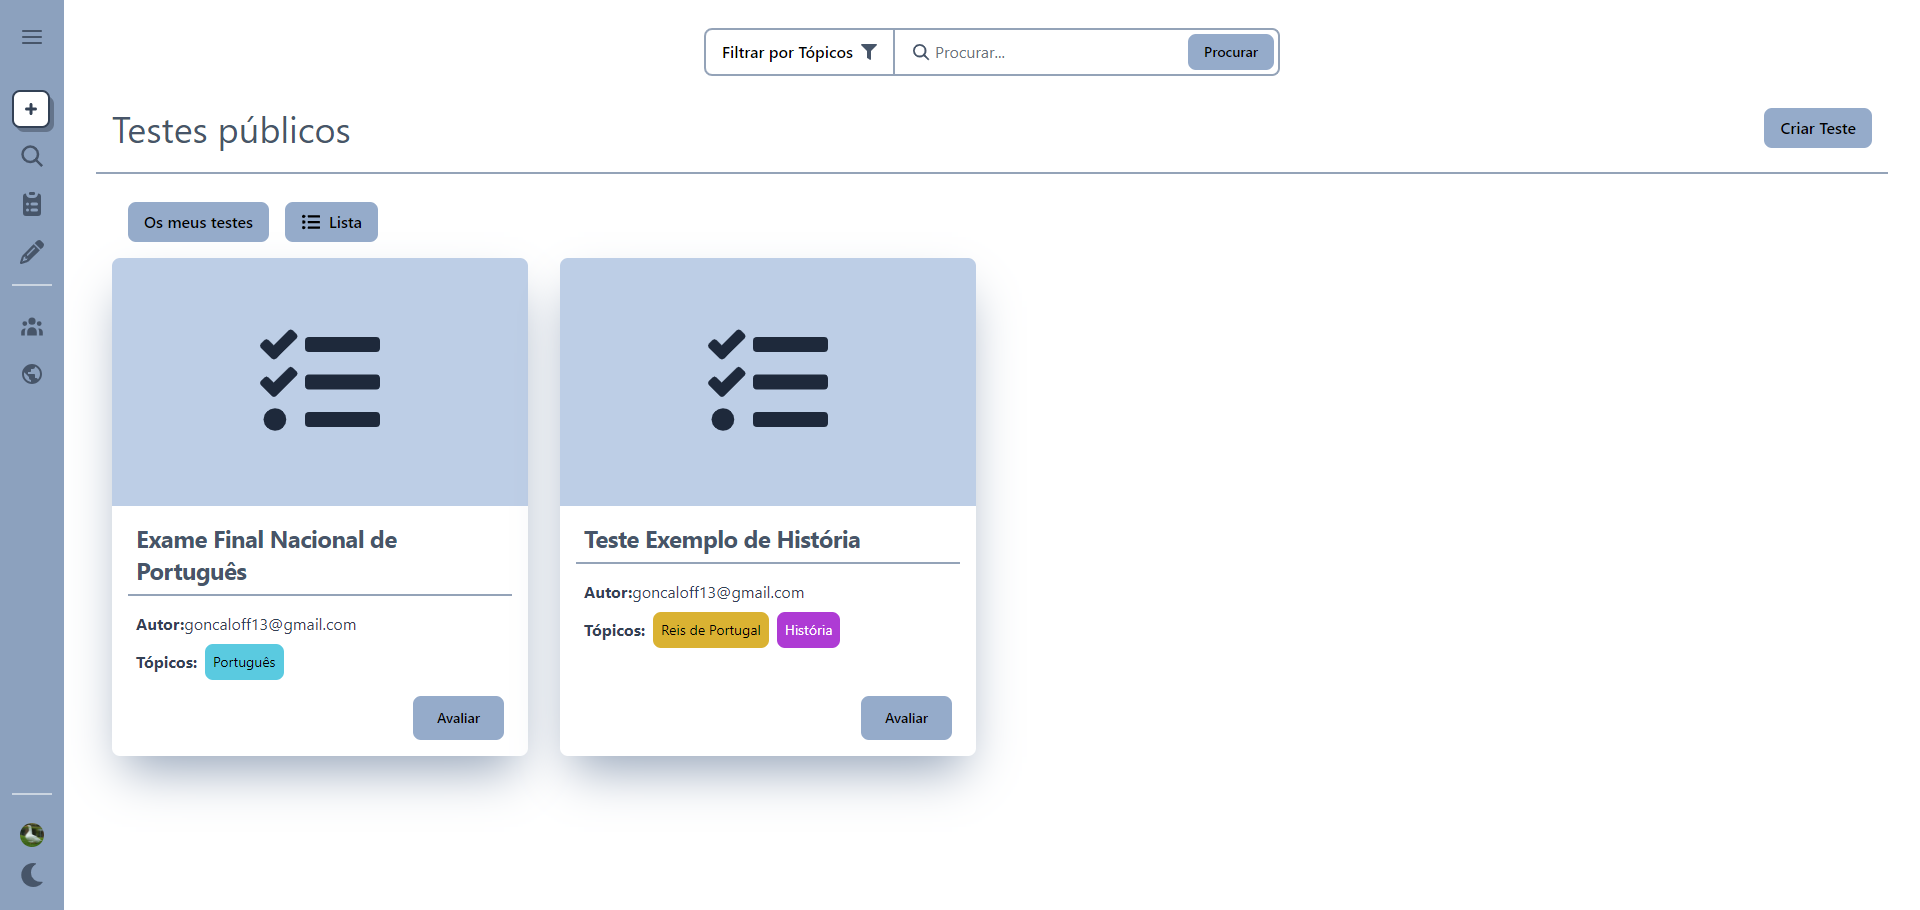 Filtrar por Tópicos
Procurar...
Procurar
Testes públicos
Criar Teste
Os meus testes
Lista
Exame Final Nacional de
Português
Autor:goncaloff13@gmail.com
Tópicos: Português
Avaliar
Teste Exemplo de História
Autor:goncaloff13@gmail.com
Tópicos: Reis de Portugal História
Avaliar